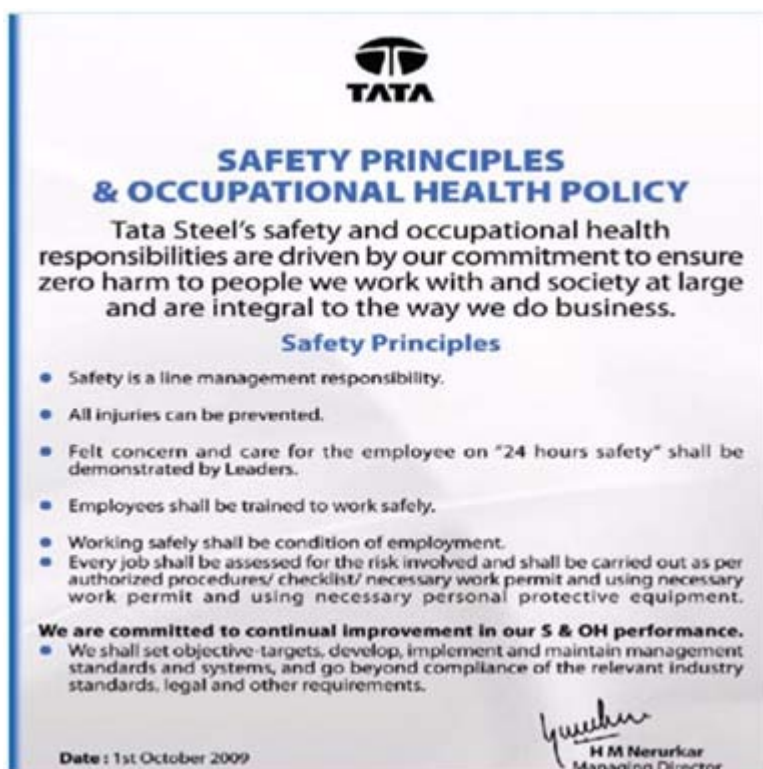 TATA
SAFETY PRINCIPLES
& OCCUPATIONAL HEALTH POLICY
Tata Steel's safety and occupational health
responsibilities are driven by our commitment to ensure
zero harm to people we work with and society at large
and are integral to the way we do business.
Safety Principles
• Safety is a line management responsibility.
• All injuries can be prevented.
• Felt concern and care for the employee on "24 hours safety" shall be
demonstrated by Leaders.
• Employees shall be trained to work safely.
• Working safely shall be condition of employment.
• Every job shall be assessed for the risk involved and shall be carried out as per
authorized procedures/ checklist/ necessary work permit and using necessary
work permit and using necessary personal protective equipment.
We are committed to continual improvement in our S & OH performance.
• We shall set objective-targets, develop, implement and maintain management
standards and systems, and go beyond compliance of the relevant industry
standards, legal and other requirements.
Date : 1st October 2009
H M Nerurkar
Managing Director